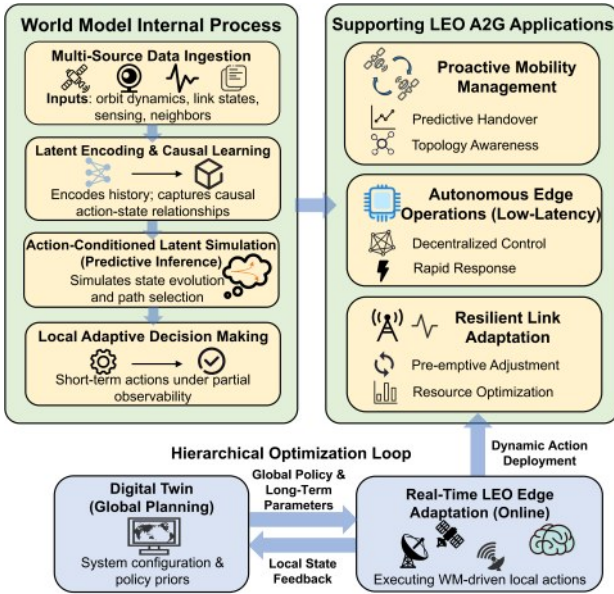 World Model Internal Process
Multi-Source Data Ingestion
Inputs: orbit dynamics, link states,
sensing, neighbors
Latent Encoding & Causal Learning
Encodes history; captures causal
action-state relationships
Action-Conditioned Latent Simulation
(Predictive Inference)
Simulates state evolution
and path selection
Local Adaptive Decision Making
Short-term actions under partial
observability
Supporting LEO A2G Applications
Proactive Mobility
Management
Predictive Handover
Topology Awareness
Autonomous Edge
Operations (Low-Latency)
Decentralized Control
Rapid Response
Resilient Link
Adaptation
Pre-emptive Adjustment
Resource Optimization
Hierarchical Optimization Loop
Dynamic Action
Deployment
Digital Twin
(Global Planning)
System configuration &
policy priors
Global Policy &
Long-Term
Parameters
Local State
Feedback
Real-Time LEO Edge
Adaptation (Online)
Executing WM-driven local actions